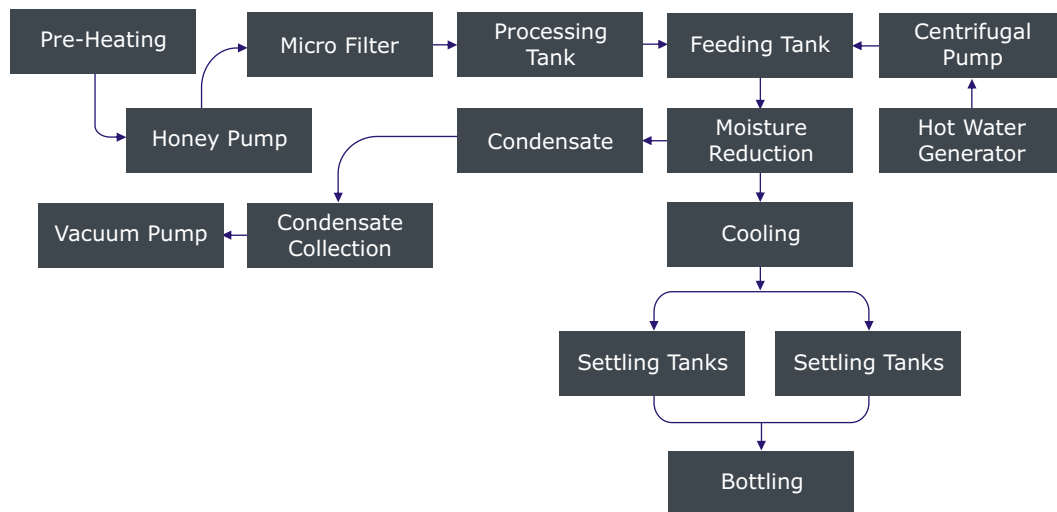 Pre-Heating
Micro Filter
Processing
Tank
Feeding Tank
Centrifugal
Pump
Honey Pump
Condensate
Moisture
Reduction
Hot Water
Generator
Vacuum Pump
Condensate
Collection
Cooling
Settling Tanks
Settling Tanks
Bottling